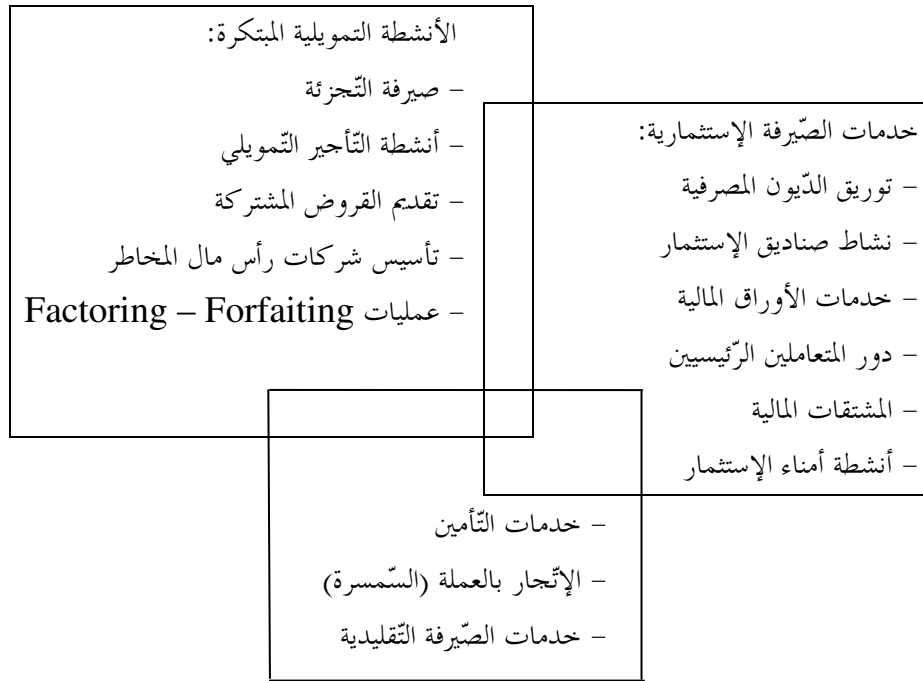 الأنشطة التمويلية المبتكرة:
– صيرفة التّجزئة
– أنشطة التّأجير التّمويلي
– تقديم القروض المشتركة
– تأسيس شركات رأس مال المخاطر
– عمليات Factoring – Forfaiting
خدمات الصّيرفة الإستثمارية:
– توريق الدّيون المصرفية
– نشاط صناديق الإستثمار
– خدمات الأوراق المالية
– دور المتعاملين الرّئيسيين
– المشتقات المالية
– أنشطة أمناء الإستثمار
– خدمات التّأمين
– الإتّجار بالعملة (السّمسرة)
– خدمات الصّيرفة التّقليدية